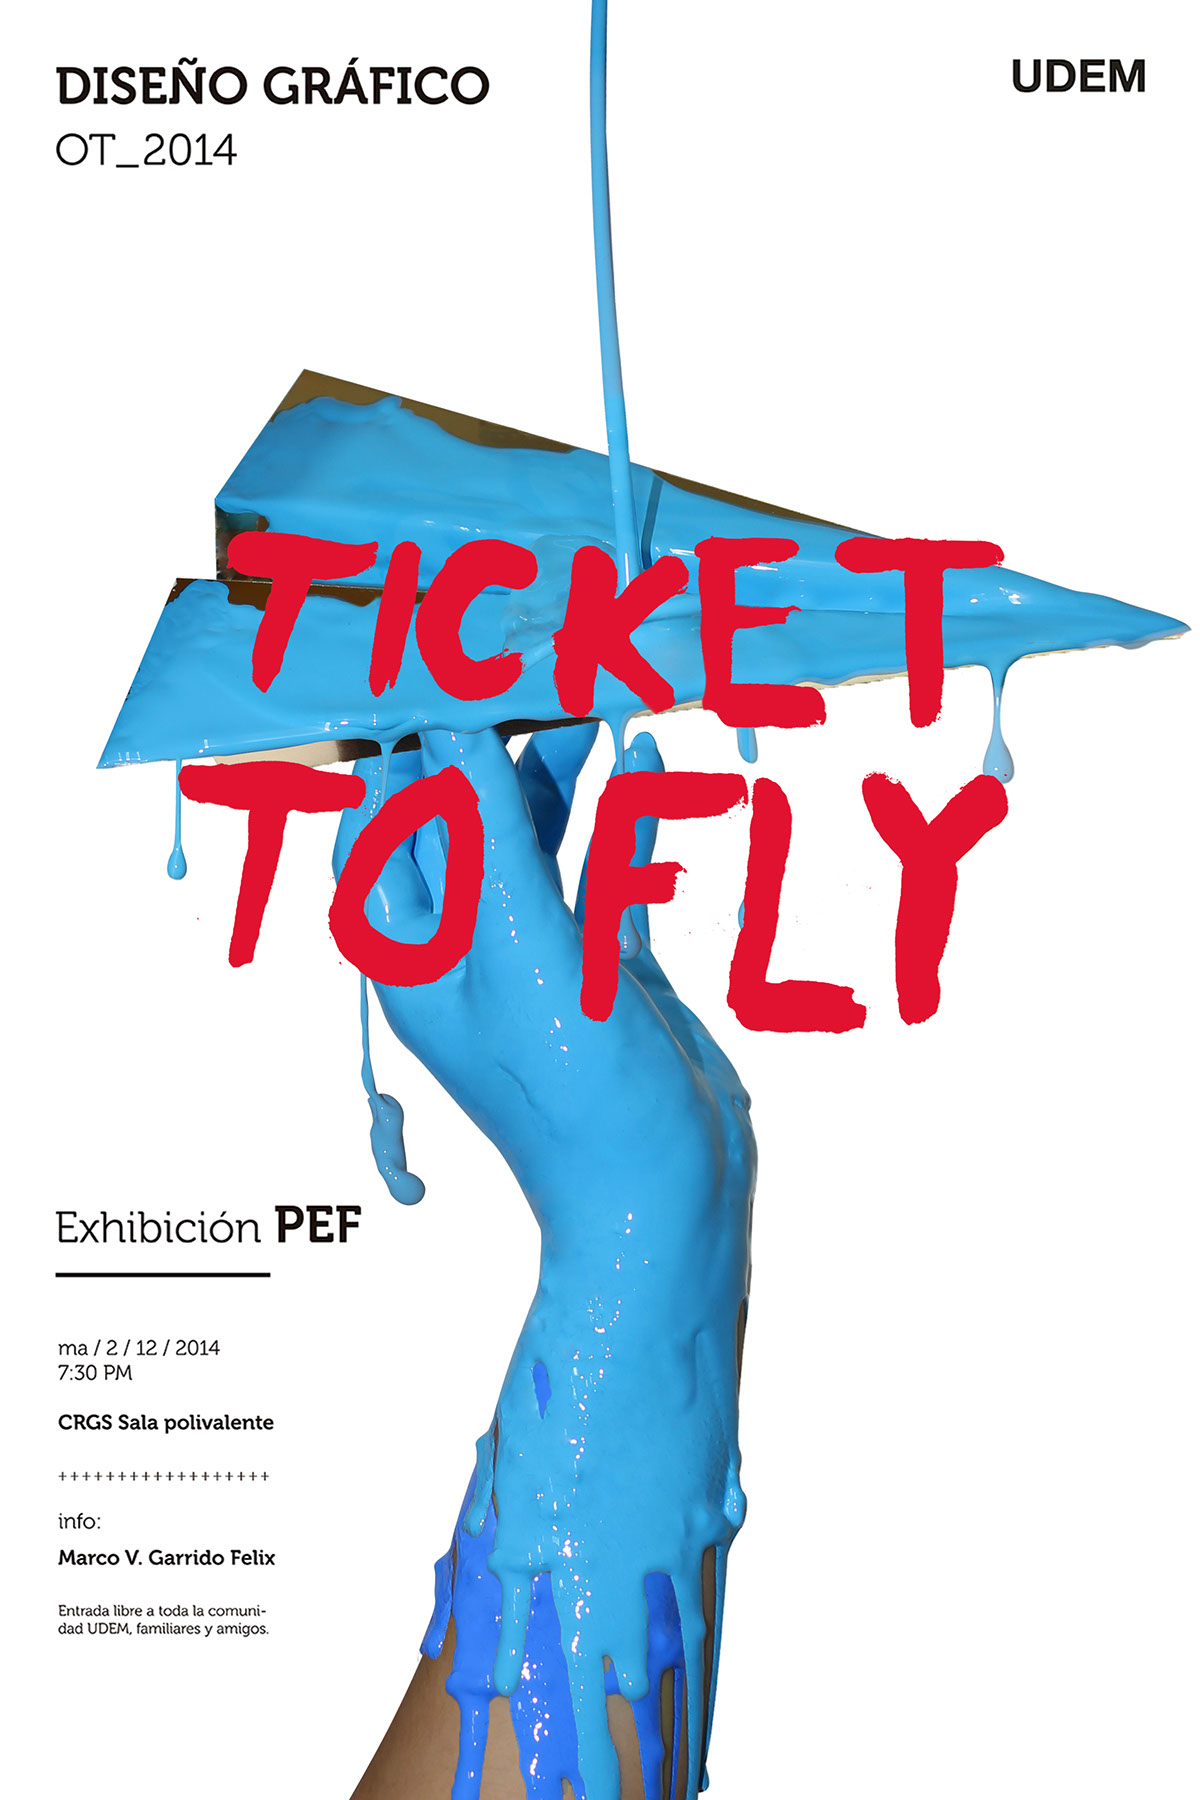 DISEÑO GRÁFICO
OT_2014
UDEM
TICKET
TO FLY
Exhibición PEF
ma / 2 / 12 / 2014
7:30 PM
CRGS Sala polivalente
++++++++++++++++++
info:
Marco V. Garrido Felix
Entrada libre a toda la comuni-
dad UDEM, familiares y amigos.